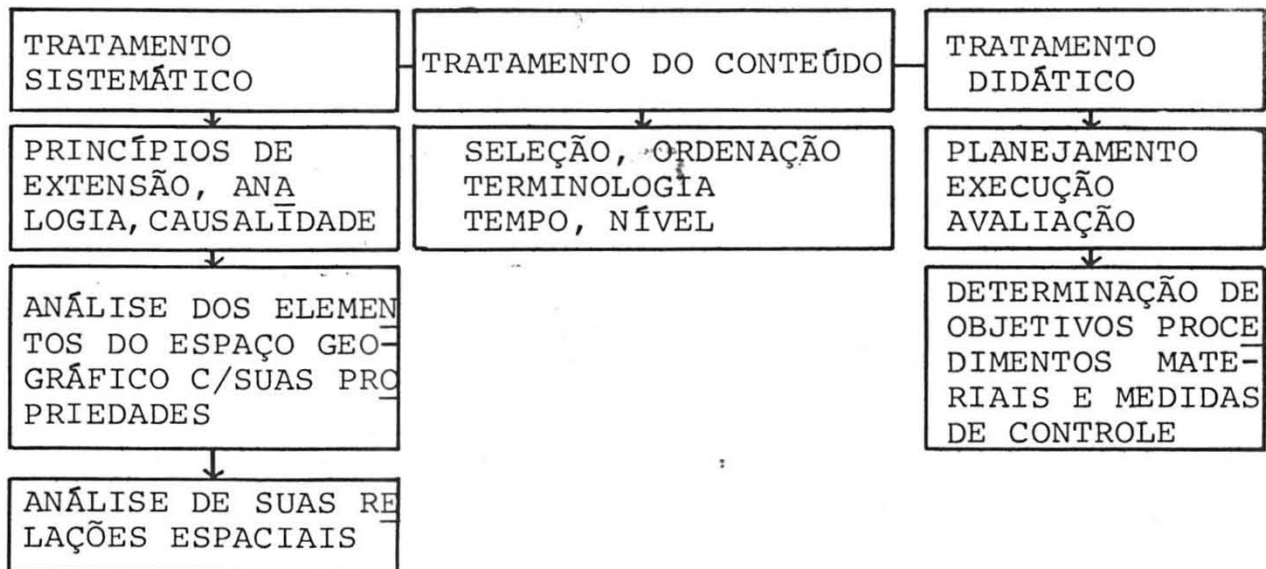 TRATAMENTO
SISTEMÁTICO
TRATAMENTO DO CONTEÚDO
TRATAMENTO
DIDÁTICO
PRINCÍPIOS DE
EXTENSÃO, ANA
LOGIA, CAUSALIDADE
SELEÇÃO, ORDENAÇÃO
TERMINOLOGIA
TEMPO, NÍVEL
PLANEJAMENTO
EXECUÇÃO
AVALIAÇÃO
ANÁLISE DOS ELEMEN
TOS DO ESPAÇO GEO-
GRÁFICO C/SUAS PRO
PRIEDADES
DETERMINAÇÃO DE
OBJETIVOS PROCE
DIMENTOS MATE-
RIAIS E MEDIDAS
DE CONTROLE
ANÁLISE DE SUAS RE
LAÇÕES ESPACIAIS